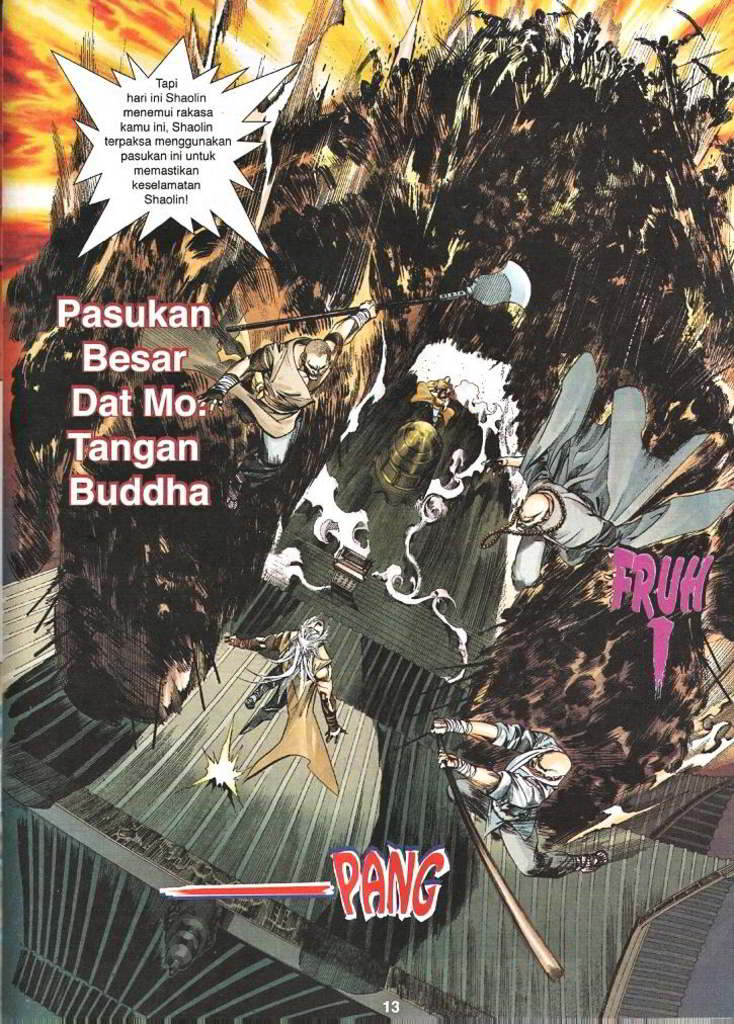 Tapi
hari ini Shaolin
menemui rakasa
kamu ini, Shaolin
terpaksa menggunakan
pasukan ini untuk
memastikan
keselamatan
Shaolin!
Pasukan
Besar
Dat Mo:
Tangan
Buddha
FRUH
1
PANG
13